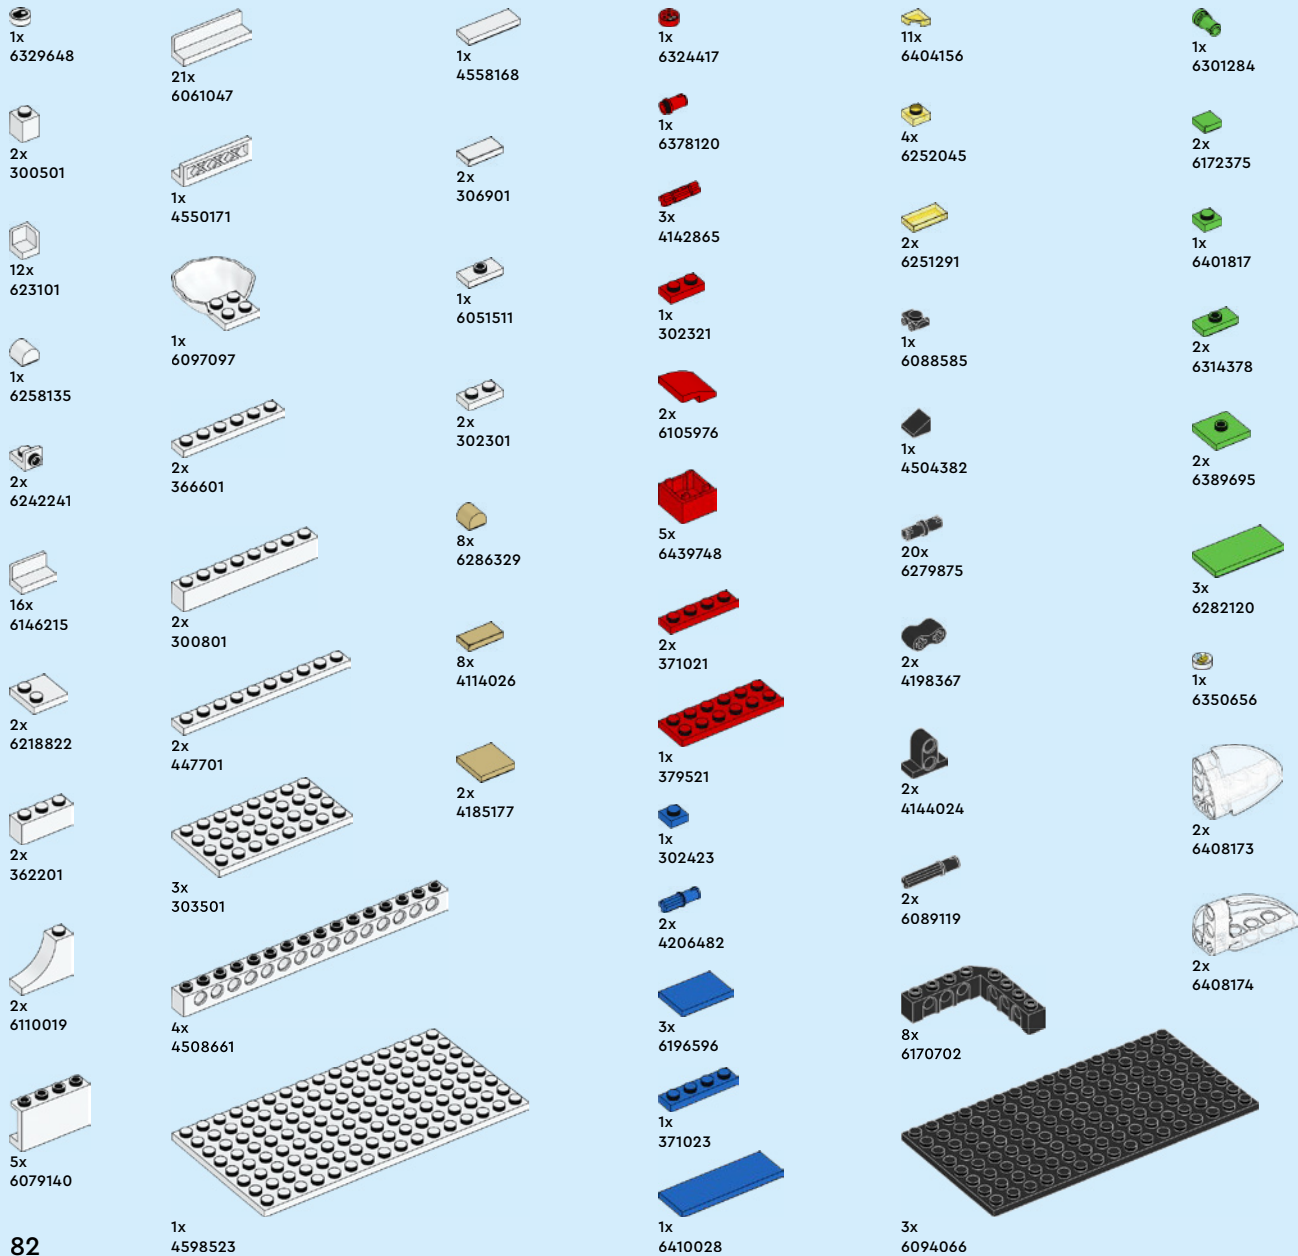 1x
6329648
2x
300501
12x
623101
1x
6258135
2x
6242241
16x
6146215
2x
6218822
2x
362201
2x
6110019
5x
6079140
21x
6061047
1x
4550171
1x
6097097
2x
366601
2x
300801
2x
447701
3x
303501
4x
4508661
1x
4598523
1x
4558168
2x
306901
1x
6051511
2x
302301
8x
6286329
8x
4114026
2x
4185177
1x
6324417
1x
6378120
3x
4142865
1x
302321
2x
6105976
5x
6439748
2x
371021
1x
379521
1x
302423
2x
4206482
3x
6196596
1x
371023
1x
6410028
11x
6404156
4x
6252045
2x
6251291
1x
6088585
1x
4504382
20x
6279875
2x
4198367
2x
4144024
2x
6089119
8x
6170702
3x
6094066
1x
6301284
2x
6172375
1x
6401817
2x
6314378
2x
6389695
3x
6282120
1x
6350656
2x
6408173
2x
6408174
82